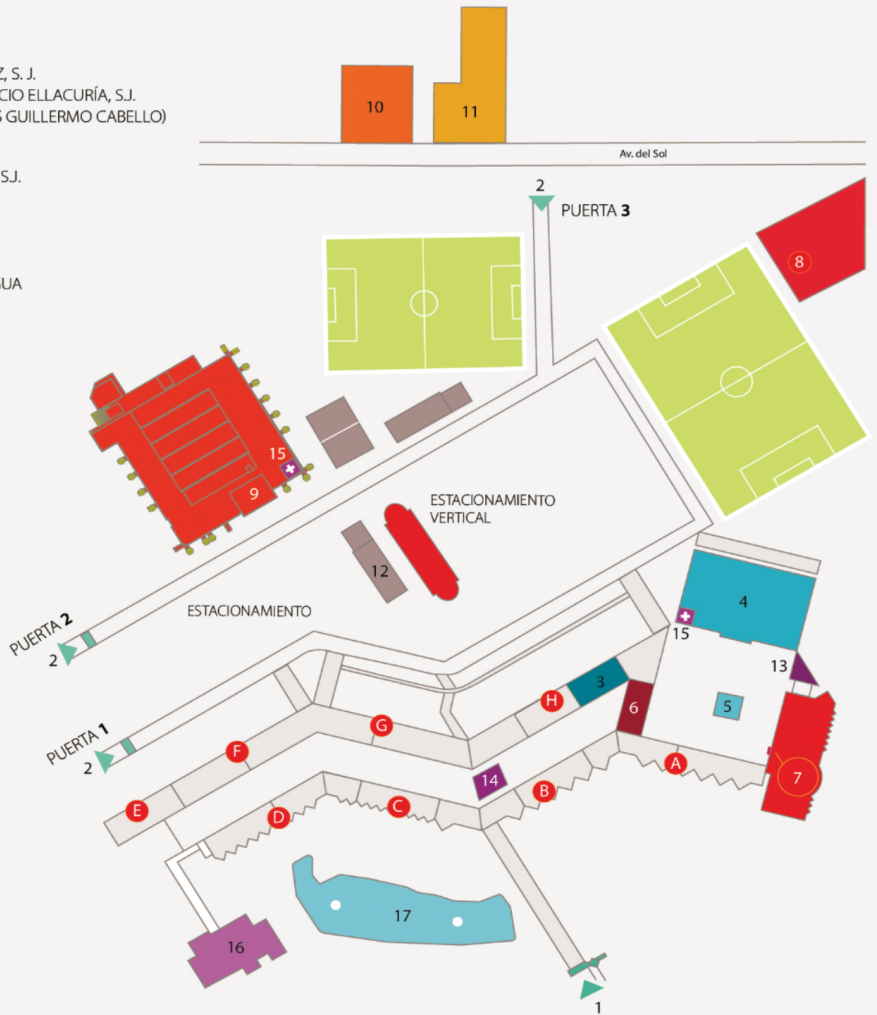 Z, S. J.
CIO ELLACURÍA, S.J.
S GUILLERMO CABELLO)
S.J.
GUA
10
11
Av. del Sol
2
PUERTA 3
8
15
9
ESTACIONAMIENTO
VERTICAL
12
4
ESTACIONAMIENTO
PUERTA 2
2
15
13
3
H
6
5
G
PUERTA 1
2
F
14
A
7
B
E
C
D
17
16
1